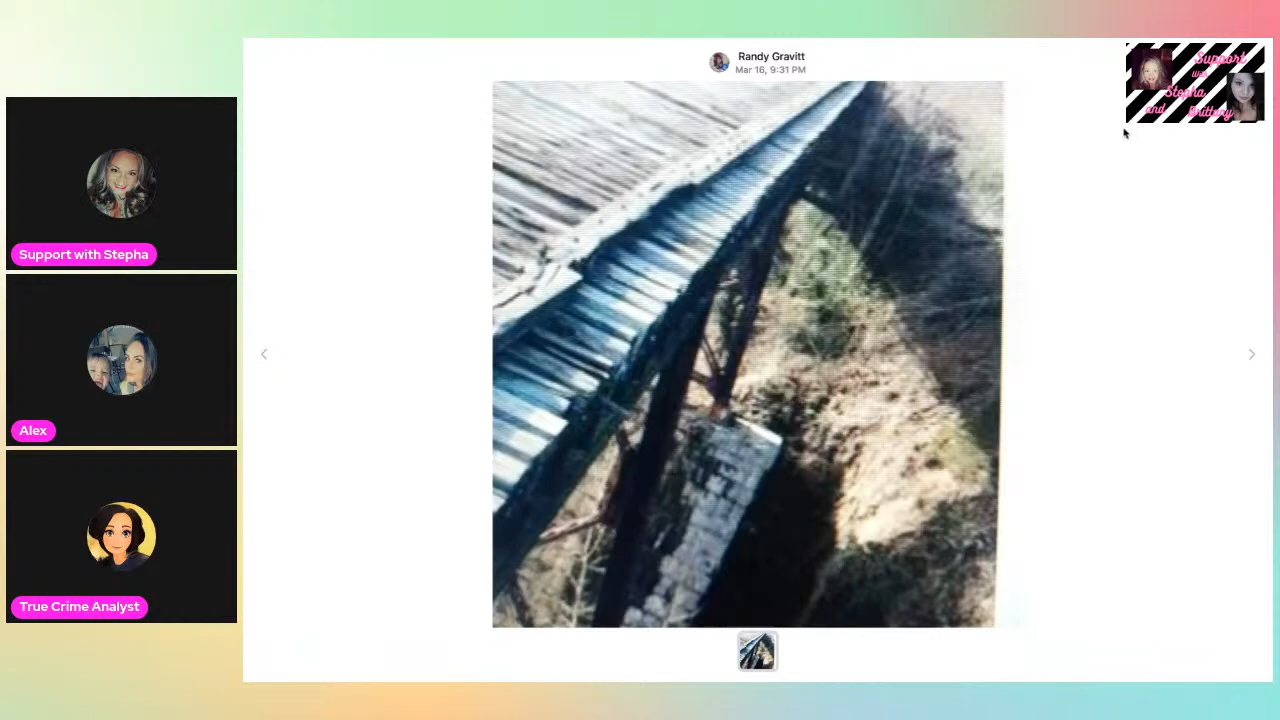 Randy Gravitt
Mar 16, 9:31 PM
Support
with
Stepha
and Brittany
Support with Stepha
Alex
True Crime Analyst